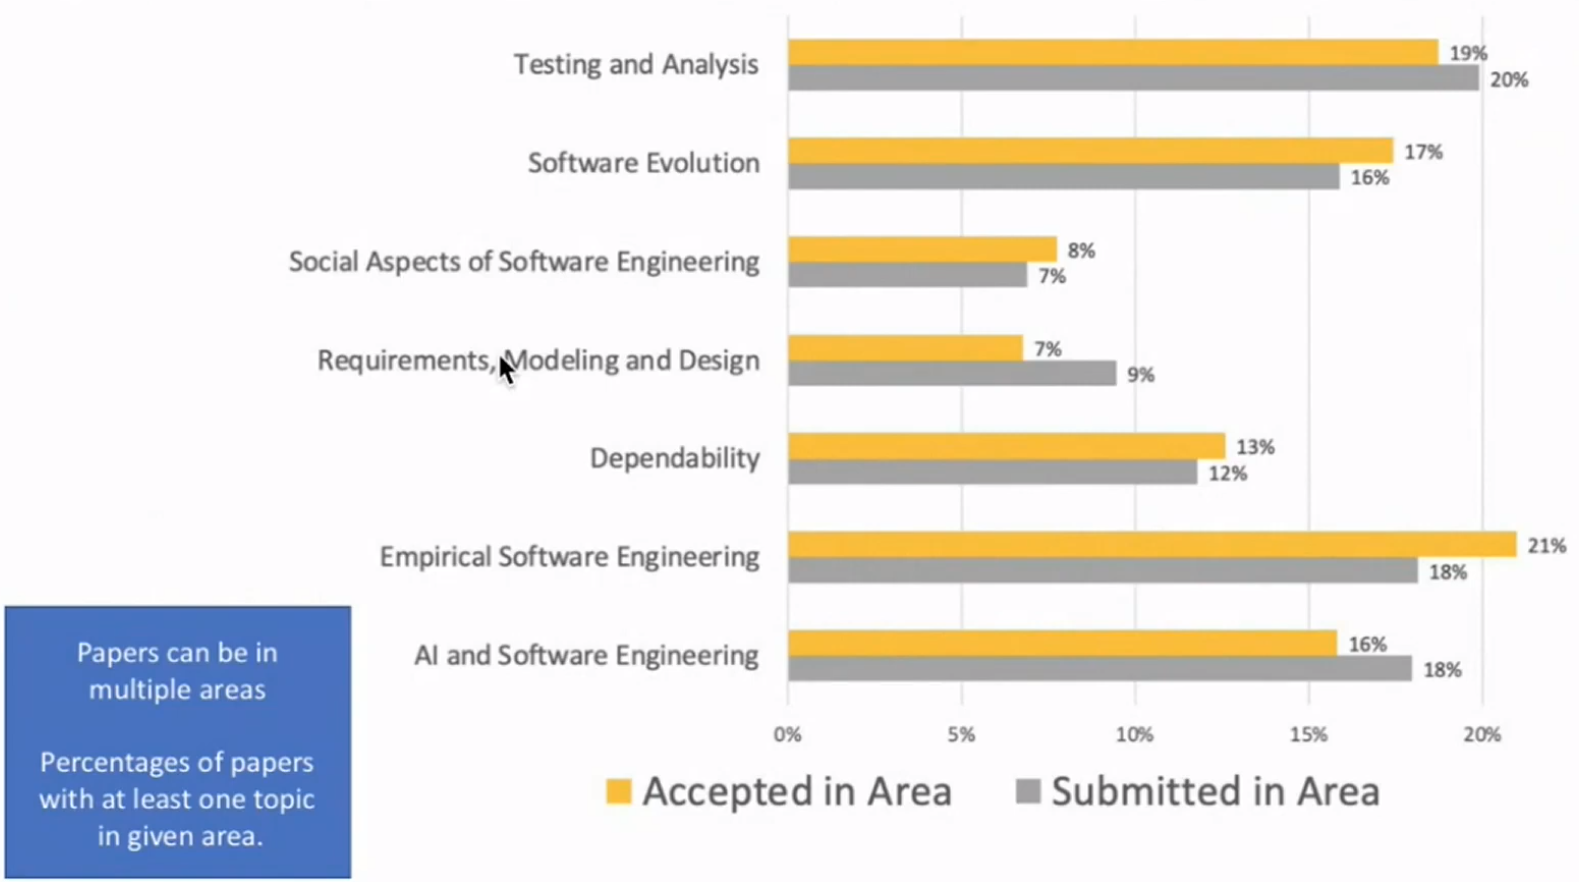 Testing and Analysis
19%
20%
Software Evolution
17%
16%
Social Aspects of Software Engineering
8%
7%
Requirements, Modeling and Design
7%
9%
Dependability
13%
12%
Empirical Software Engineering
21%
18%
AI and Software Engineering
16%
18%
0% 5% 10% 15% 20%
Accepted in Area Submitted in Area
Papers can be in
multiple areas
Percentages of papers
with at least one topic
in given area.